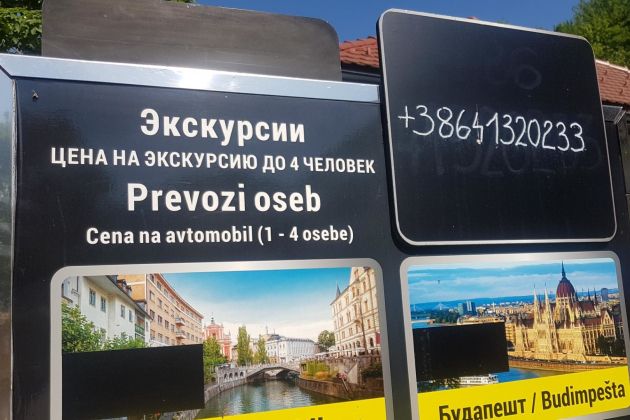 Экскурсии
ЦЕНА НА ЭКСКУРСИЮ ДО 4 ЧЕЛОВЕК
Prevozi oseb
Cena na avtomobil (1 - 4 osebe)
+38641320233
Будапешт / Budimpešta